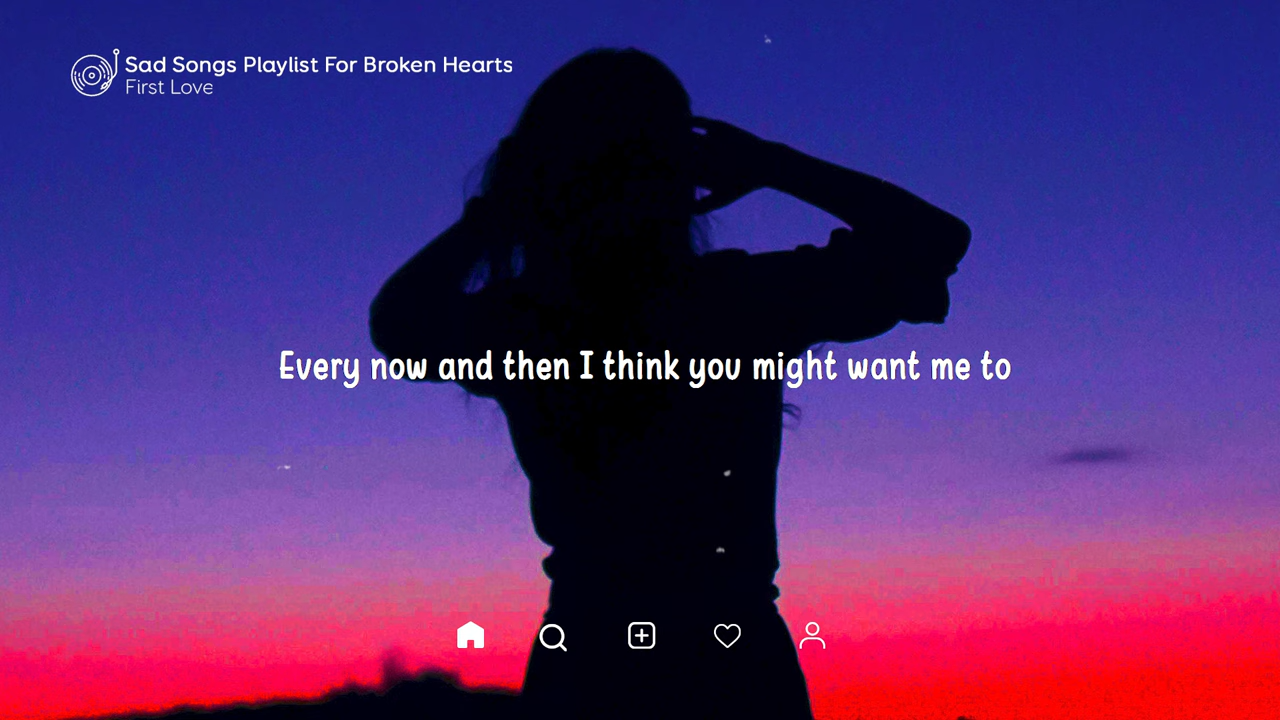 Sad Songs Playlist For Broken Hearts
First Love
Every now and then I think you might want me to